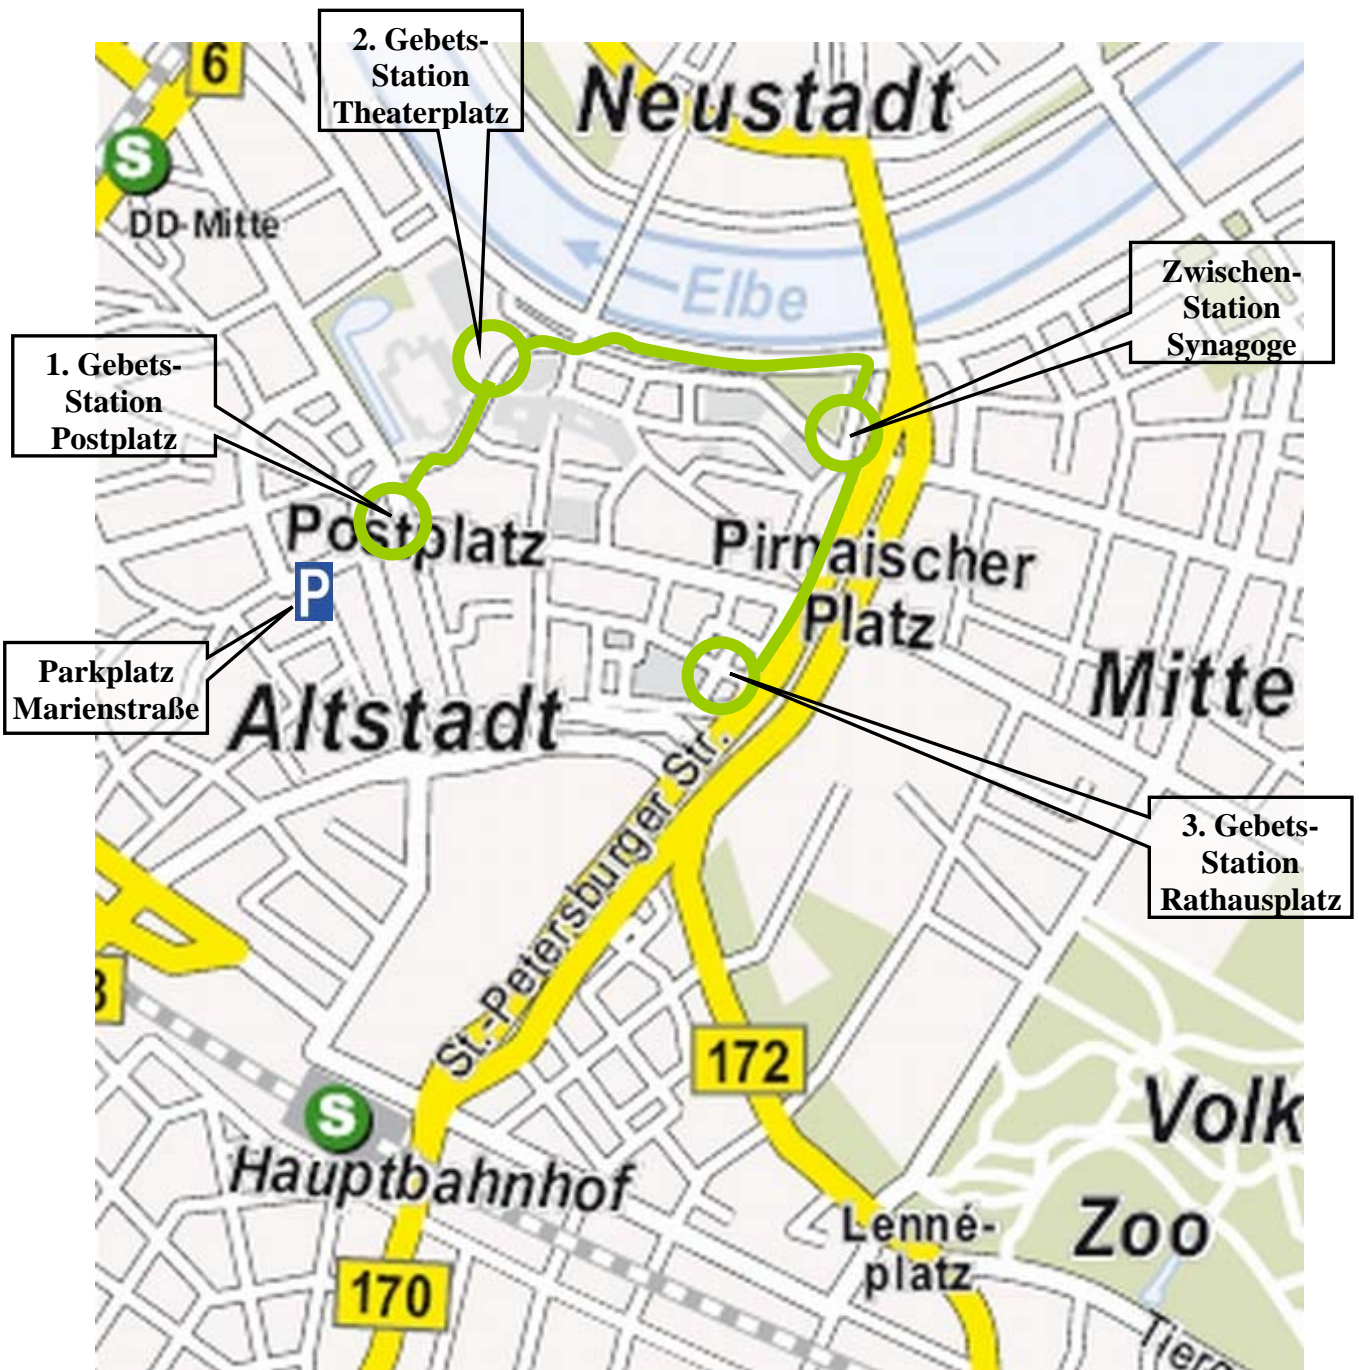 2. Gebets-
Station
Theaterplatz
6
Neustadt
DD-Mitte
S
Elbe
Zwischen-
Station
Synagoge
1. Gebets-
Station
Postplatz
Postplatz
Pirnaischer
Platz
P
Parkplatz
Marienstraße
Altstadt
Mitte
St.-Petersburger Str.
3. Gebets-
Station
Rathausplatz
172
S
Hauptbahnhof
Volk
Zoo
Lenné-
platz
170